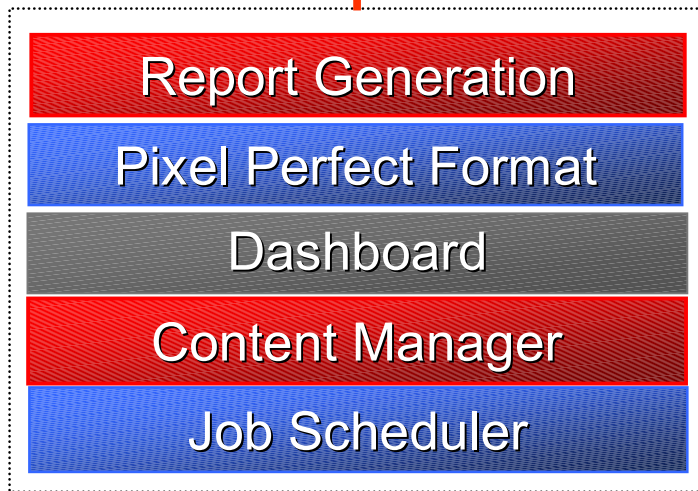 Report Generation
Pixel Perfect Format
Dashboard
Content Manager
Job Scheduler